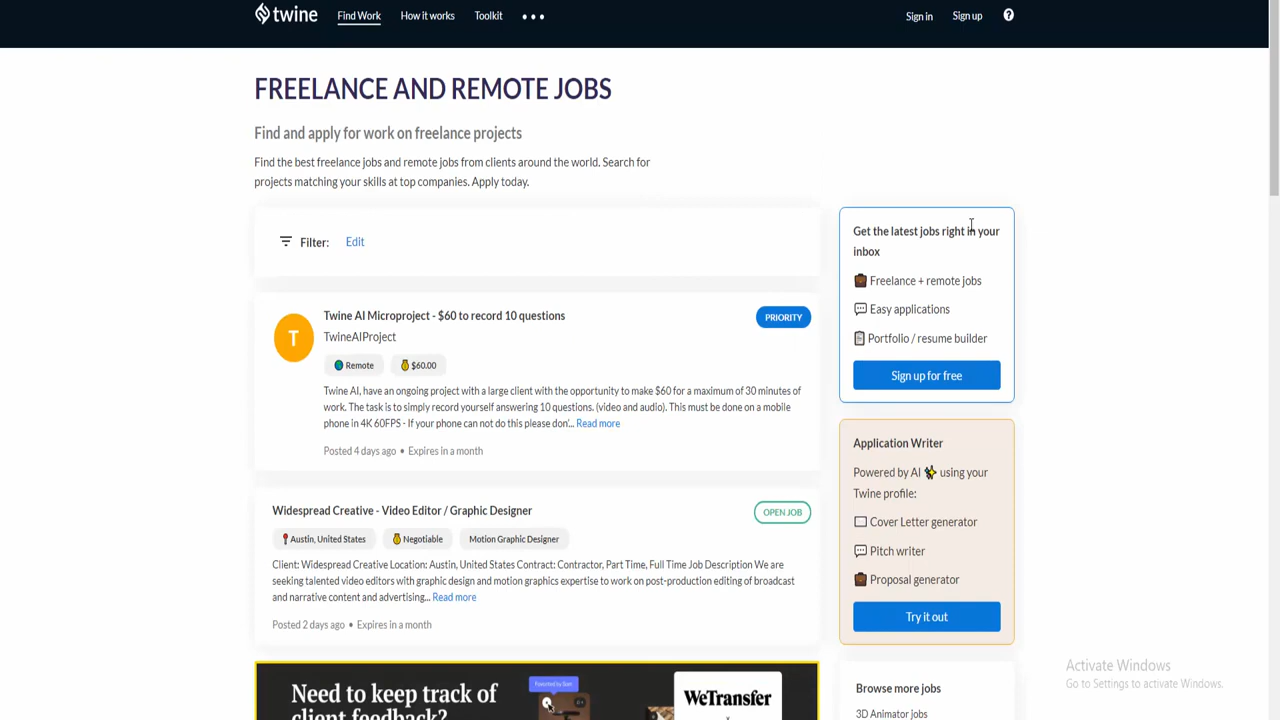 twine
Find Work
How it works
Toolkit
Sign in
Sign up
FREELANCE AND REMOTE JOBS
Find and apply for work on freelance projects
Find the best freelance jobs and remote jobs from clients around the world. Search for
projects matching your skills at top companies. Apply today.
Filter: Edit
T
Twine AI Microproject - $60 to record 10 questions
PRIORITY
TwineAIProject
Remote
$60.00
Twine AI, have an ongoing project with a large client with the opportunity to make $60 for a maximum of 30 minutes of
work. The task is to simply record yourself answering 10 questions. (video and audio). This must be done on a mobile
phone in 4K 60FPS - If your phone can not do this please don'... Read more
Posted 4 days ago • Expires in a month
Widespread Creative - Video Editor / Graphic Designer
OPEN JOB
Austin, United States
Negotiable
Motion Graphic Designer
Client: Widespread Creative Location: Austin, United States Contract: Contractor, Part Time, Full Time Job Description We are
seeking talented video editors with graphic design and motion graphics expertise to work on post-production editing of broadcast
and narrative content and advertising... Read more
Posted 2 days ago • Expires in a month
Need to keep track of
client feedback?
WeTransfer
Get the latest jobs right in your
inbox
Freelance + remote jobs
Easy applications
Portfolio / resume builder
Sign up for free
Application Writer
Powered by AI ✨ using your
Twine profile:
Cover Letter generator
Pitch writer
Proposal generator
Try it out
Browse more jobs
3D Animator jobs
Activate Windows
Go to Settings to activate Windows.